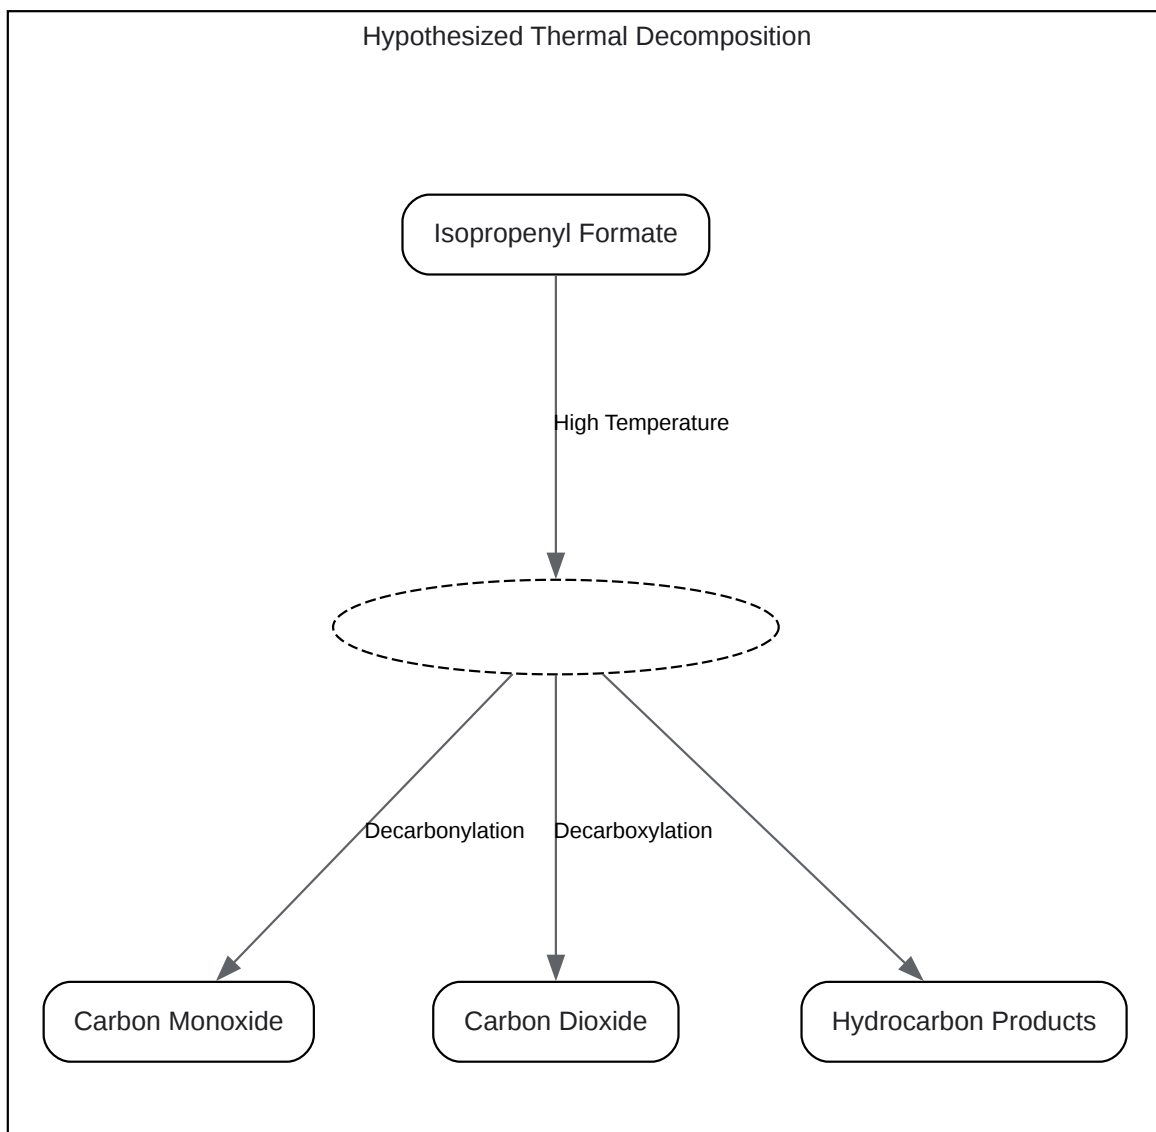 Hypothesized Thermal Decomposition
Isopropenyl Formate
High Temperature
Decarbonylation
Decarboxylation
Carbon Monoxide
Carbon Dioxide
Hydrocarbon Products